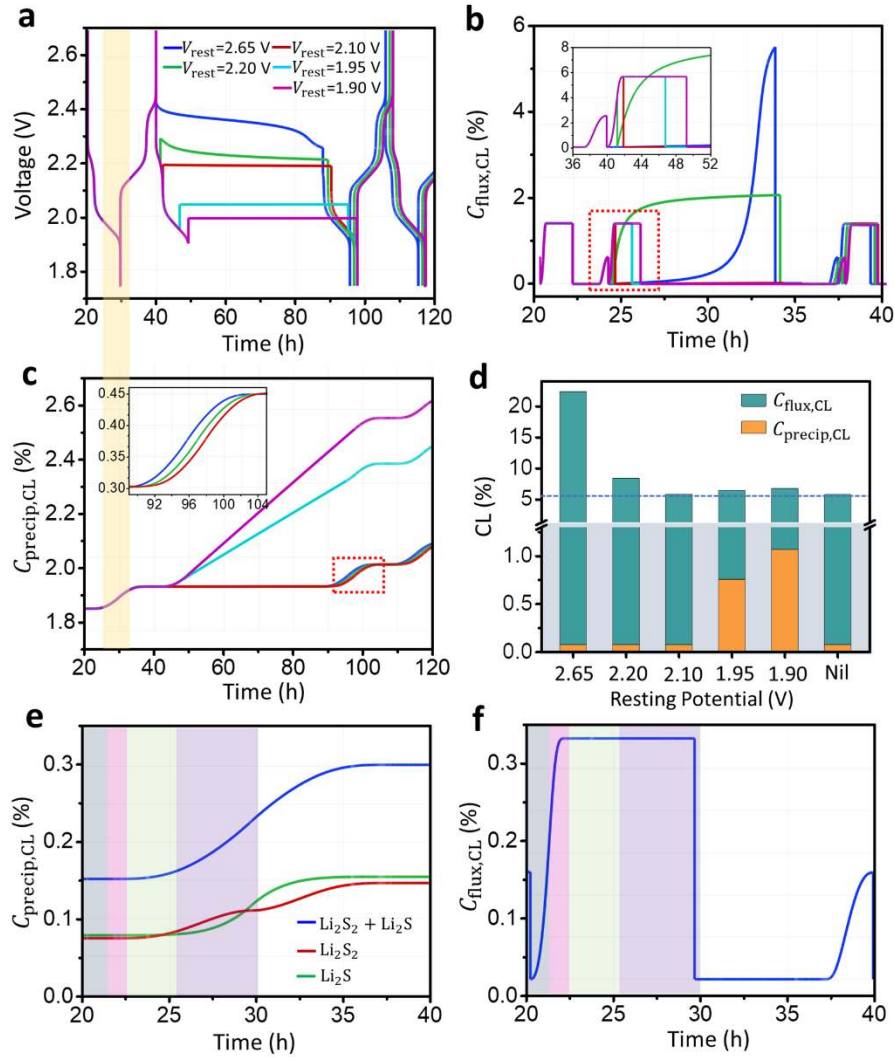 a
Voltage (V)
2.6
2.4
2.2
2.0
1.8
V_rest=2.65 V
V_rest=2.10 V
V_rest=2.20 V
V_rest=1.95 V
V_rest=1.90 V
20 40 60 80 100 120
Time (h)
b
C_flux,CL (%)
6
4
2
0
8
6
4
2
0
36 40 44 48 52
20 25 30 35 40
Time (h)
c
C_precip,CL (%)
2.6
2.4
2.2
2.0
1.8
0.45
0.40
0.35
0.30
92 96 100 104
20 40 60 80 100 120
Time (h)
d
CL (%)
20
15
10
5
1.0
0.5
0.0
C_flux,CL
C_precip,CL
2.65 2.20 2.10 1.95 1.90 Nil
Resting Potential (V)
e
C_precip,CL (%)
0.3
0.2
0.1
0.0
Li₂S₂ + Li₂S
Li₂S₂
Li₂S
20 25 30 35 40
Time (h)
f
C_flux,CL (%)
0.3
0.2
0.1
0.0
20 25 30 35 40
Time (h)